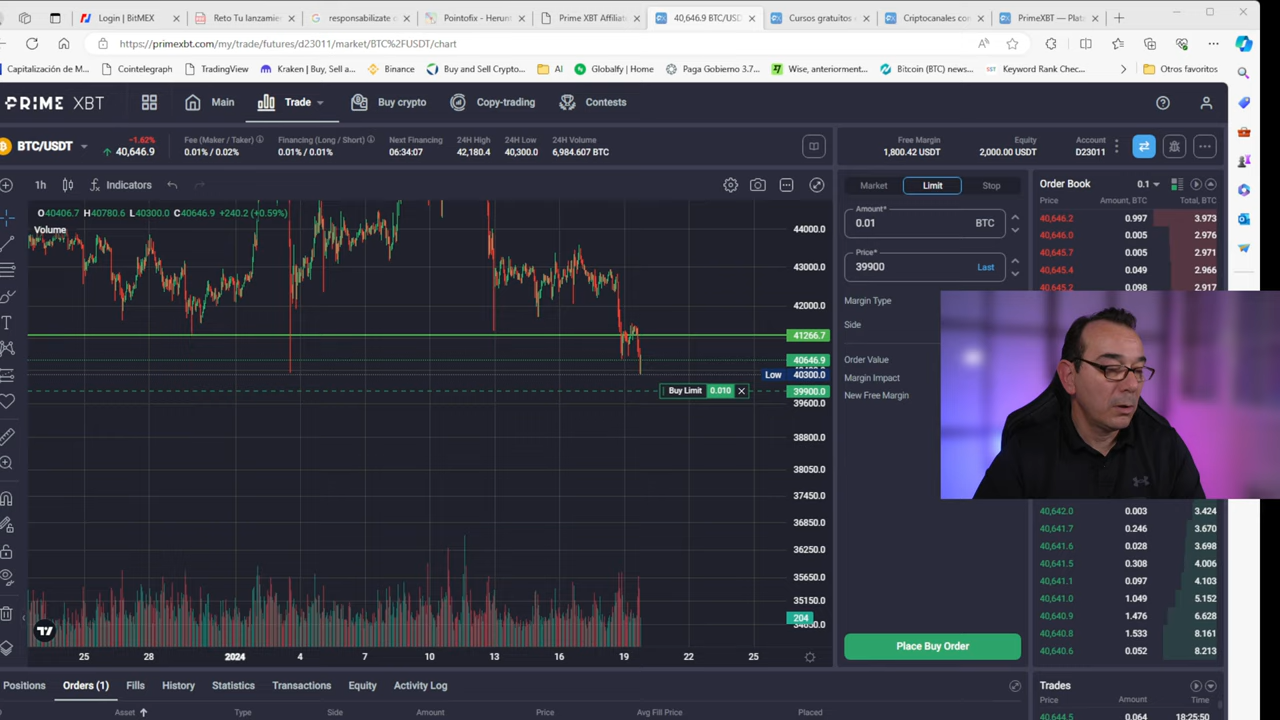 Login | BitMEX
Reto Tu lanzamien
responsabilizate c
Pointofix - Herunt
Prime XBT Affiliate
40,646.9 BTC/USD
Cursos gratuitos
Criptocanales co
PrimeXBT — Plat
https://primexbt.com/my/trade/futures/d23011/market/BTC%2FUSDT/chart
Capitalización de M...
Cointelegraph
TradingView
Kraken | Buy, Sell a...
Binance
Buy and Sell Crypto...
AI
Globalfy | Home
Paga Gobierno 3.7...
Wise, anteriorment...
Bitcoin (BTC) news...
Keyword Rank Chec...
Otros favoritos
PRIME XBT
Main
Trade
Buy crypto
Copy-trading
Contests
BTC/USDT
-1.62%
40,646.9
Fee (Maker / Taker)
0.01% / 0.02%
Financing (Long / Short)
0.01% / 0.01%
Next Financing
06:34:07
24H High
42,180.4
24H Low
40,300.0
24H Volume
6,984.607 BTC
Free Margin
1,800.42 USDT
Equity
2,000.00 USDT
Account
D23011
1h
Indicators
O40406.7 H40780.6 L40300.0 C40646.9 +240.2 (+0.59%)
Volume
44000.0
43000.0
42000.0
41266.7
40646.9
Low 40300.0
Buy Limit 0.010
39900.0
39600.0
38800.0
38050.0
37450.0
36850.0
36250.0
35650.0
35150.0
204
25 28 2024 4 7 10 13 16 19 22 25
Market
Limit
Stop
Amount*
0.01
BTC
Price*
39900
Last
Margin Type
Side
Order Value
Margin Impact
New Free Margin
Place Buy Order
Order Book
0.1
Price Amount, BTC Total, BTC
40,646.2 0.997 3.973
40,646.0 0.005 2.976
40,645.7 0.005 2.971
40,645.4 0.049 2.966
40,645.2 0.098 2.917
40,642.0 0.003 3.424
40,641.7 0.246 3.670
40,641.6 0.028 3.698
40,641.5 0.308 4.006
40,641.1 0.097 4.103
40,641.0 1.049 5.152
40,640.9 1.476 6.628
40,640.8 1.533 8.161
40,640.6 0.052 8.213
Positions
Orders (1)
Fills
History
Statistics
Transactions
Equity
Activity Log
Asset
Type
Side
Amount
Price
Avg Fill Price
Placed
Trades
Price Amount Time
40,644.5 0.064 18:25:50